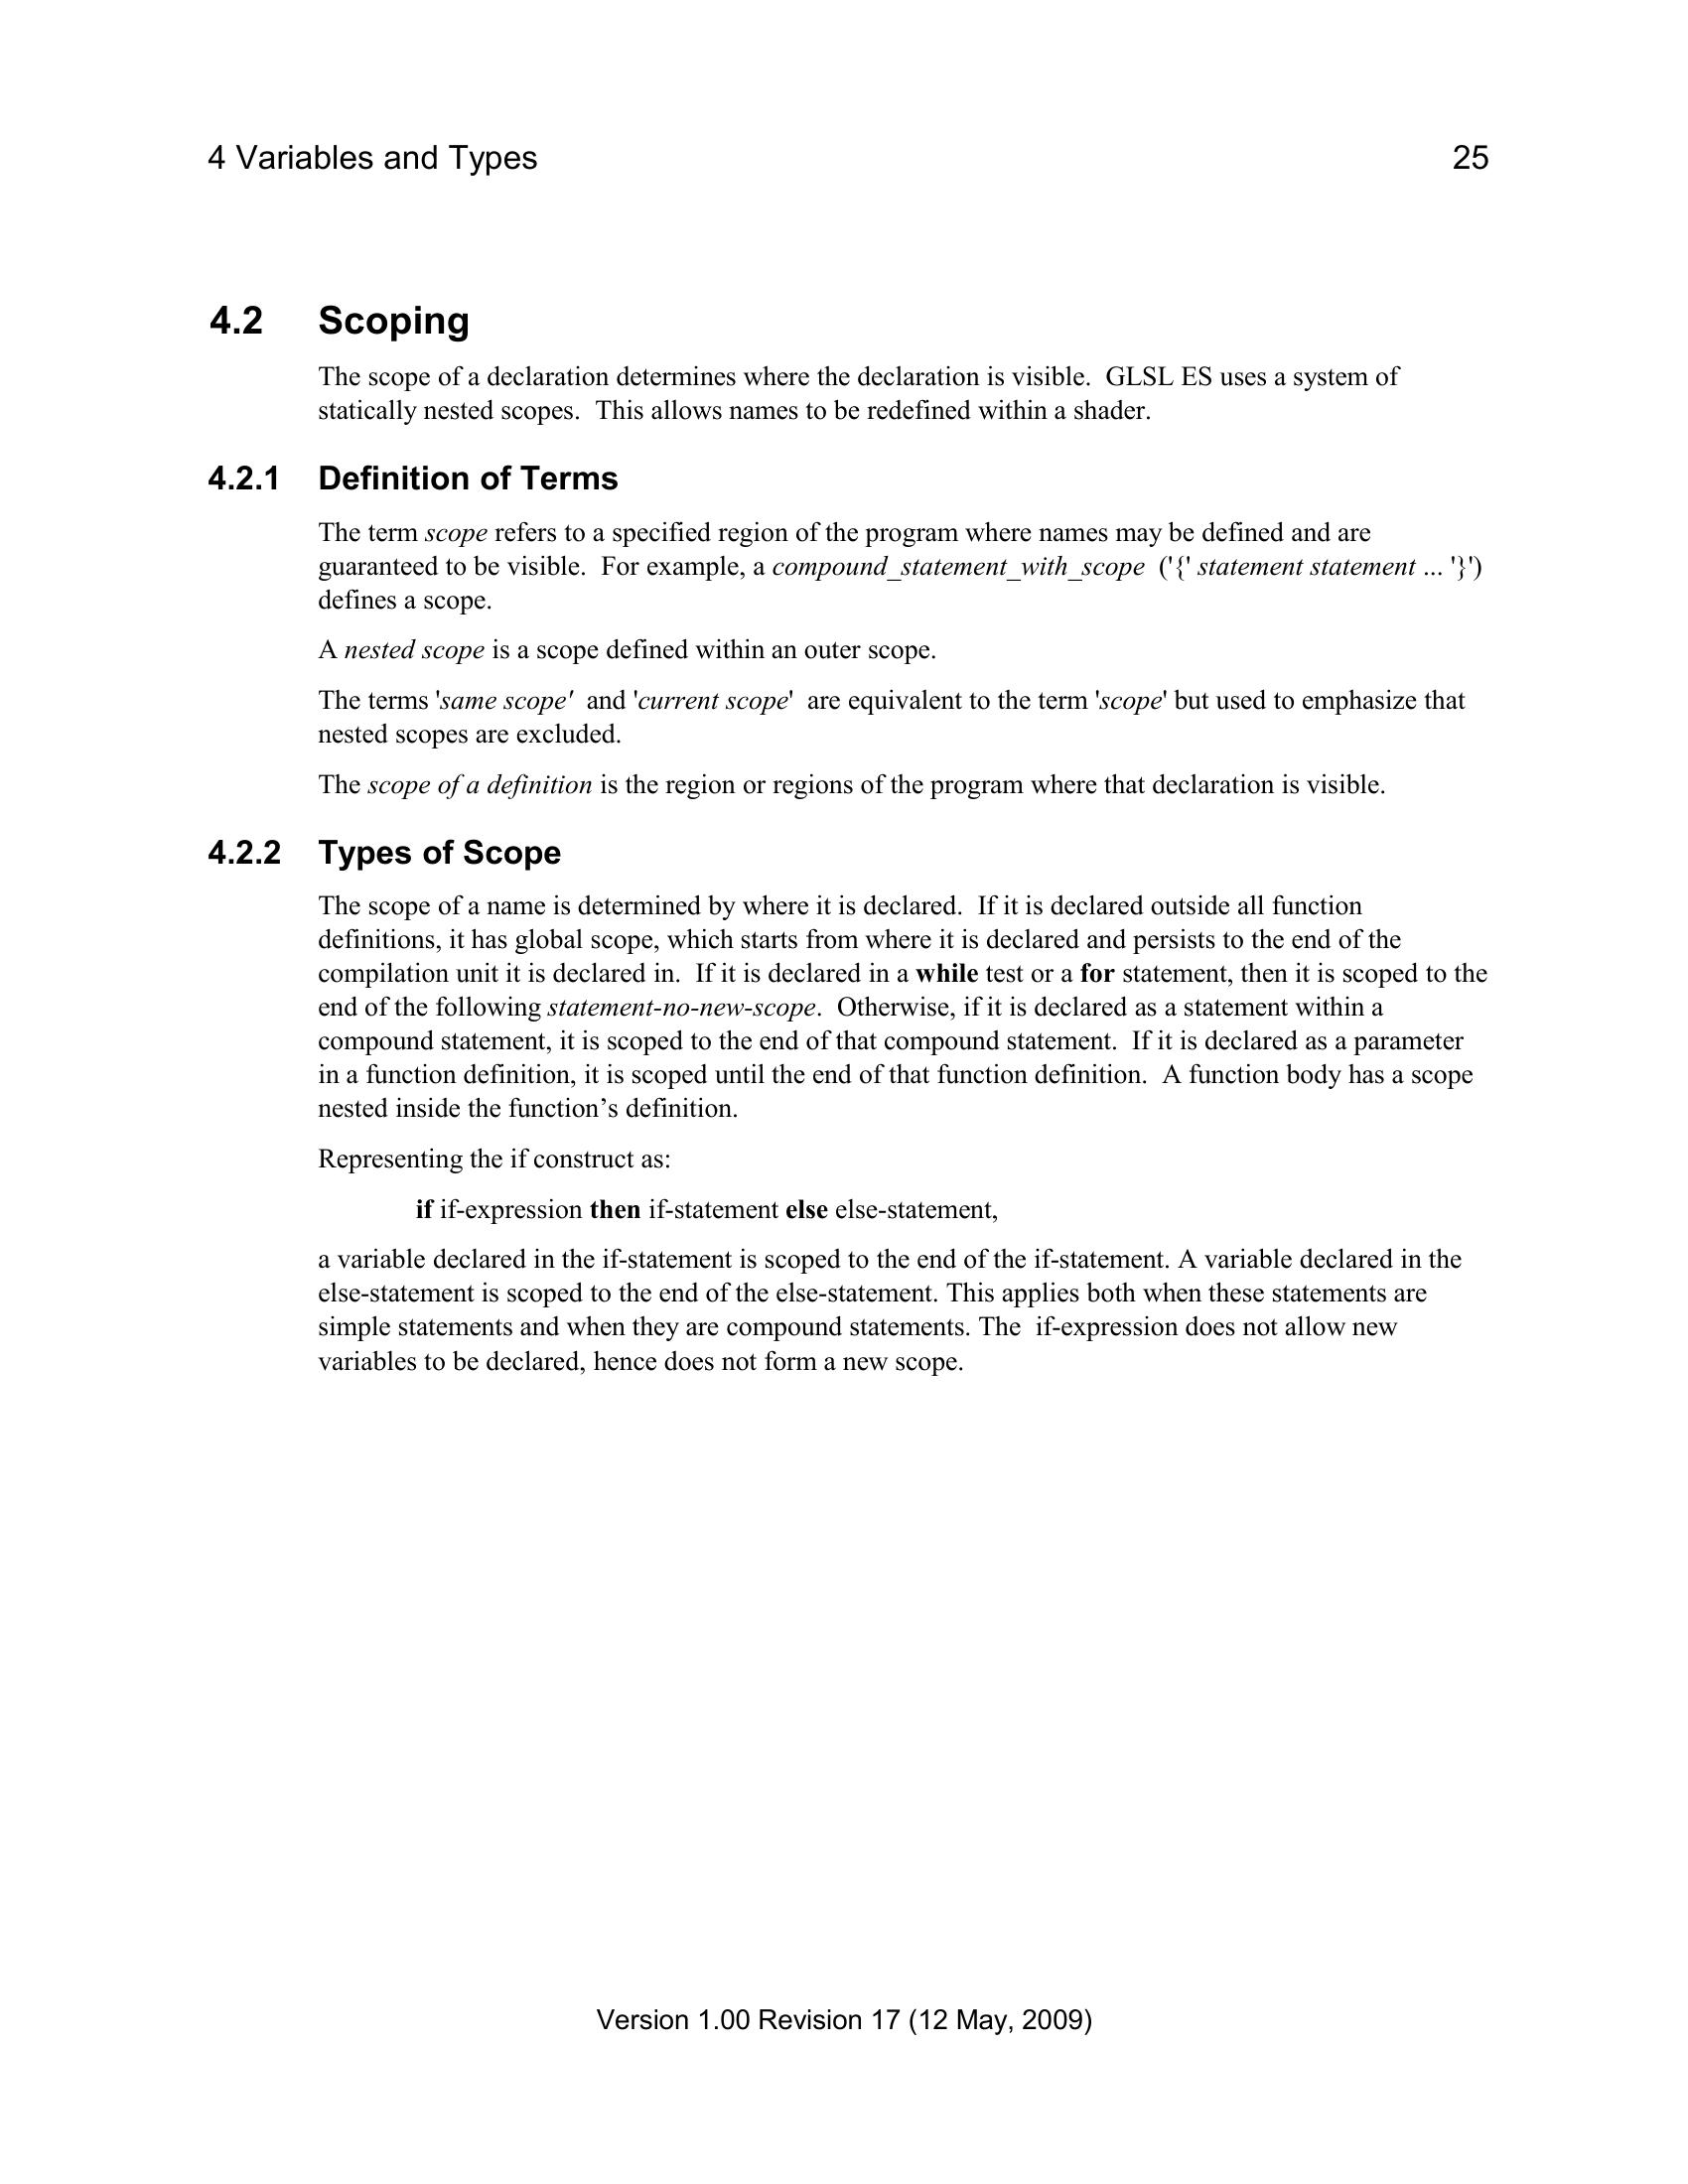 4 Variables and Types 25
4.2 Scoping
The scope of a declaration determines where the declaration is visible.  GLSL ES uses a system of
statically nested scopes.  This allows names to be redefined within a shader.
4.2.1 Definition of Terms
The term scope refers to a specified region of the program where names may be defined and are
guaranteed to be visible.  For example, a compound_statement_with_scope  ('{' statement statement ... '}')
defines a scope.
A nested scope is a scope defined within an outer scope.
The terms 'same scope'  and 'current scope'  are equivalent to the term 'scope' but used to emphasize that
nested scopes are excluded.
The scope of a definition is the region or regions of the program where that declaration is visible.
4.2.2 Types of Scope
The scope of a name is determined by where it is declared.  If it is declared outside all function
definitions, it has global scope, which starts from where it is declared and persists to the end of the
compilation unit it is declared in.  If it is declared in a while test or a for statement, then it is scoped to the
end of the following statement-no-new-scope.  Otherwise, if it is declared as a statement within a
compound statement, it is scoped to the end of that compound statement.  If it is declared as a parameter
in a function definition, it is scoped until the end of that function definition.  A function body has a scope
nested inside the function’s definition.
Representing the if construct as:
if if-expression then if-statement else else-statement,
a variable declared in the if-statement is scoped to the end of the if-statement. A variable declared in the
else-statement is scoped to the end of the else-statement. This applies both when these statements are
simple statements and when they are compound statements. The  if-expression does not allow new
variables to be declared, hence does not form a new scope.
Version 1.00 Revision 17 (12 May, 2009)